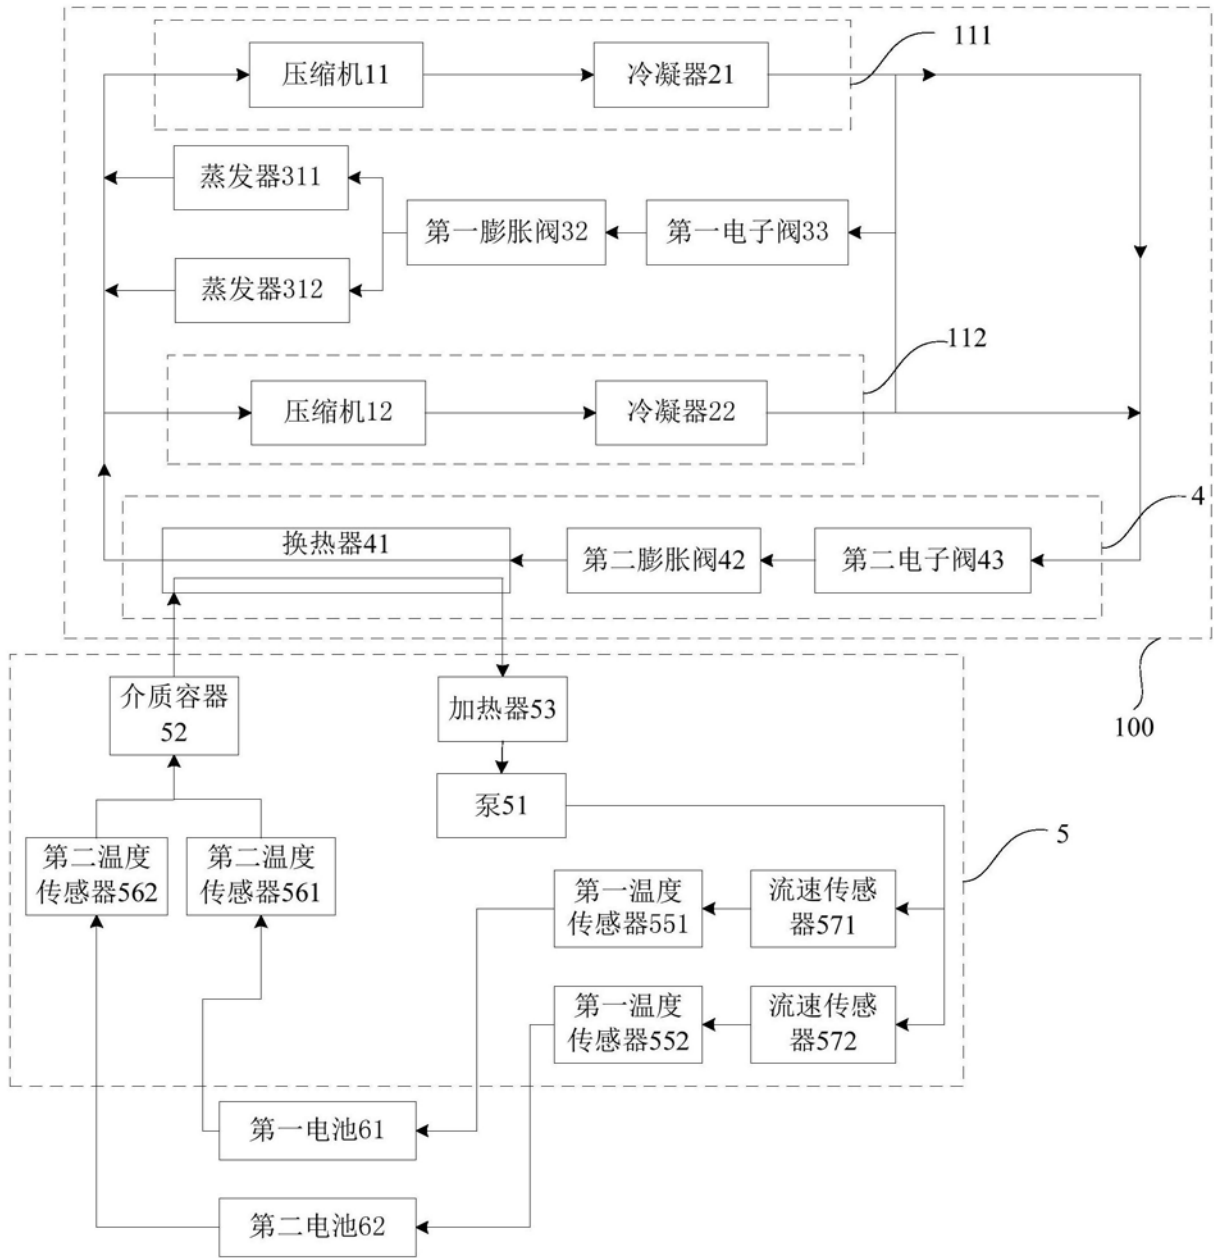 111
压缩机11
冷凝器21
蒸发器311
第一膨胀阀32
第一电子阀33
蒸发器312
112
压缩机12
冷凝器22
4
换热器41
第二膨胀阀42
第二电子阀43
100
介质容器
52
加热器53
泵51
5
第二温度
传感器562
第二温度
传感器561
第一温度
传感器551
流速传感
器571
第一温度
传感器552
流速传感
器572
第一电池61
第二电池62